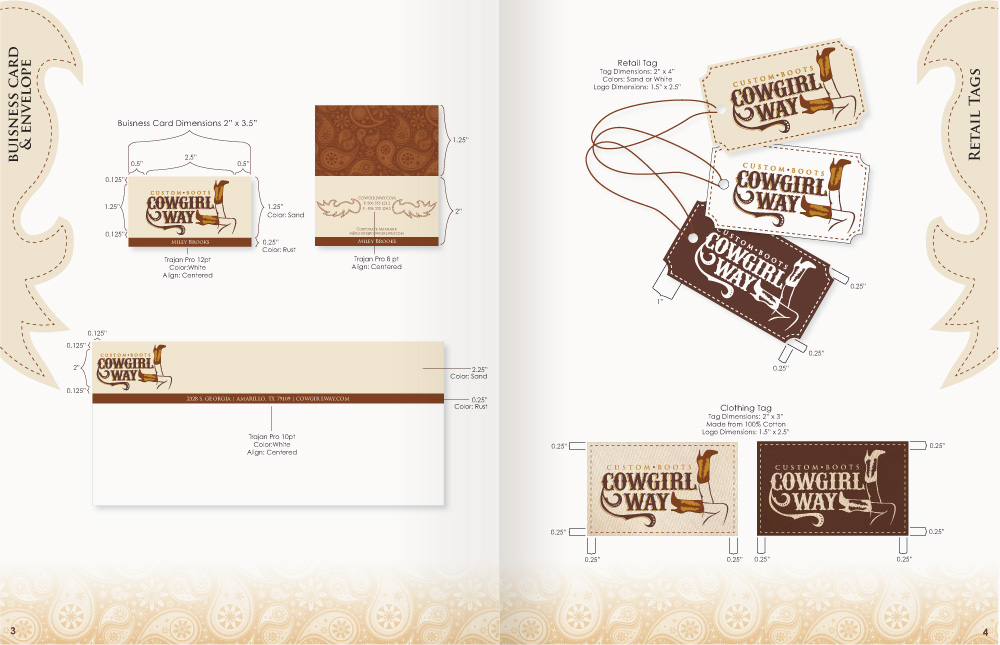 BUISNESS CARD
& ENVELOPE
Buisness Card Dimensions 2" x 3.5"
2.5"
0.5"
0.5"
0.125"
1.25"
0.125"
CUSTOM•BOOTS
COWGIRL
WAY
MILEY BROOKS
1.25"
Color: Sand
0.25"
Color: Rust
Trajan Pro 12pt
Color:White
Align: Centered
1.25"
2"
COWGIRLWAY.COM
CORPORATE MANAGER
MILEY BROOKS
Trajan Pro 8 pt
Align: Centered
0.125"
0.125"
2"
0.125"
CUSTOM•BOOTS
COWGIRL
WAY
2028 S. GEORGIA | AMARILLO, TX 79109 | COWGIRLWAY.COM
2.25"
Color: Sand
0.25"
Color: Rust
Trajan Pro 10pt
Color:White
Align: Centered
3
RETAIL TAGS
Retail Tag
Tag Dimensions: 2" x 4"
Colors: Sand or White
Logo Dimensions: 1.5" x 2.5"
CUSTOM•BOOTS
COWGIRL
WAY
CUSTOM•BOOTS
COWGIRL
WAY
CUSTOM•BOOTS
COWGIRL
WAY
1"
0.25"
0.25"
0.25"
Clothing Tag
Tag Dimensions: 2" x 3"
Made from 100% Cotton
Logo Dimensions: 1.5" x 2.5"
0.25"
0.25"
CUSTOM•BOOTS
COWGIRL
WAY
CUSTOM•BOOTS
COWGIRL
WAY
0.25"
0.25"
0.25"
0.25"
0.25"
0.25"
4